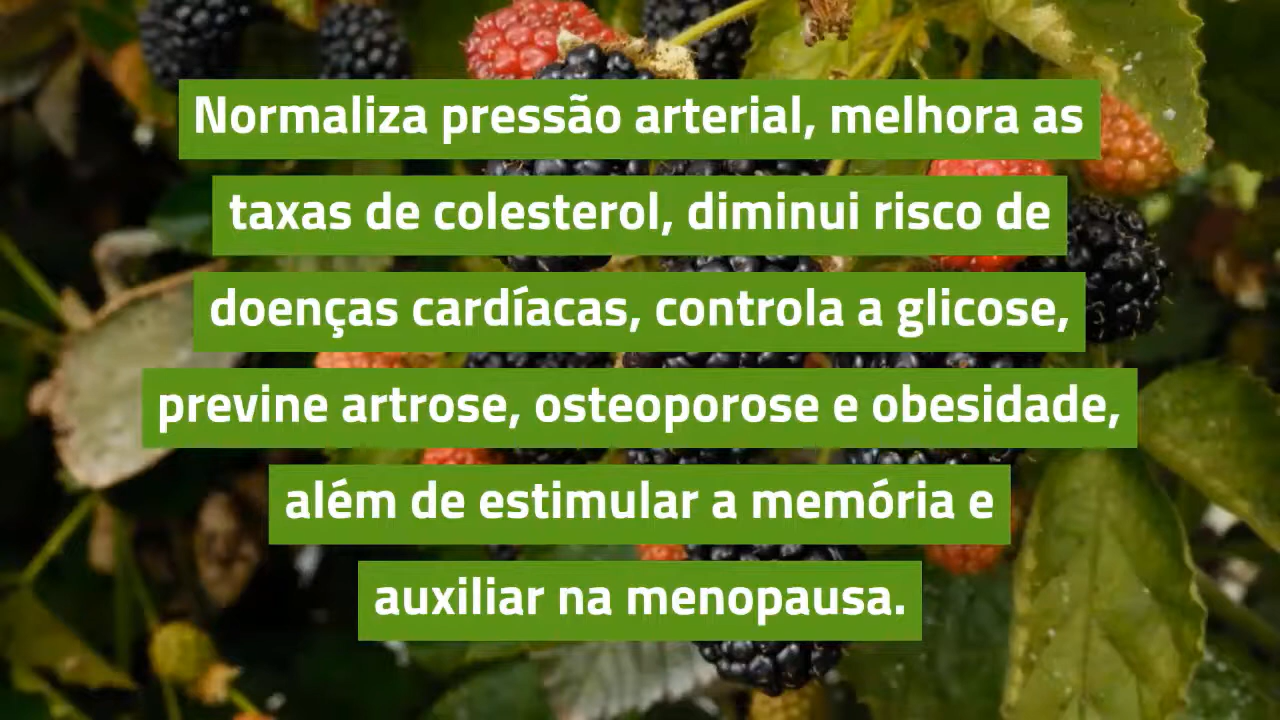 Normaliza pressão arterial, melhora as
taxas de colesterol, diminui risco de
doenças cardíacas, controla a glicose,
previne artrose, osteoporose e obesidade,
além de estimular a memória e
auxiliar na menopausa.